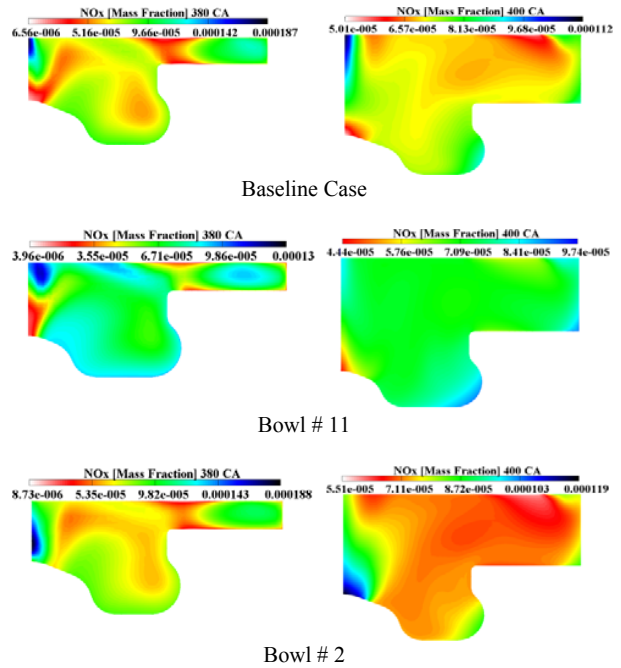 NOx [Mass Fraction] 380 CA
6.56e-006 5.16e-005 9.66e-005 0.000142 0.000187
NOx [Mass Fraction] 400 CA
5.01e-005 6.57e-005 8.13e-005 9.68e-005 0.000112
Baseline Case
NOx [Mass Fraction] 380 CA
3.96e-006 3.55e-005 6.71e-005 9.86e-005 0.00013
NOx [Mass Fraction] 400 CA
4.44e-005 5.76e-005 7.09e-005 8.41e-005 9.74e-005
Bowl # 11
NOx [Mass Fraction] 380 CA
8.73e-006 5.35e-005 9.82e-005 0.000143 0.000188
NOx [Mass Fraction] 400 CA
5.51e-005 7.11e-005 8.72e-005 0.000103 0.000119
Bowl # 2